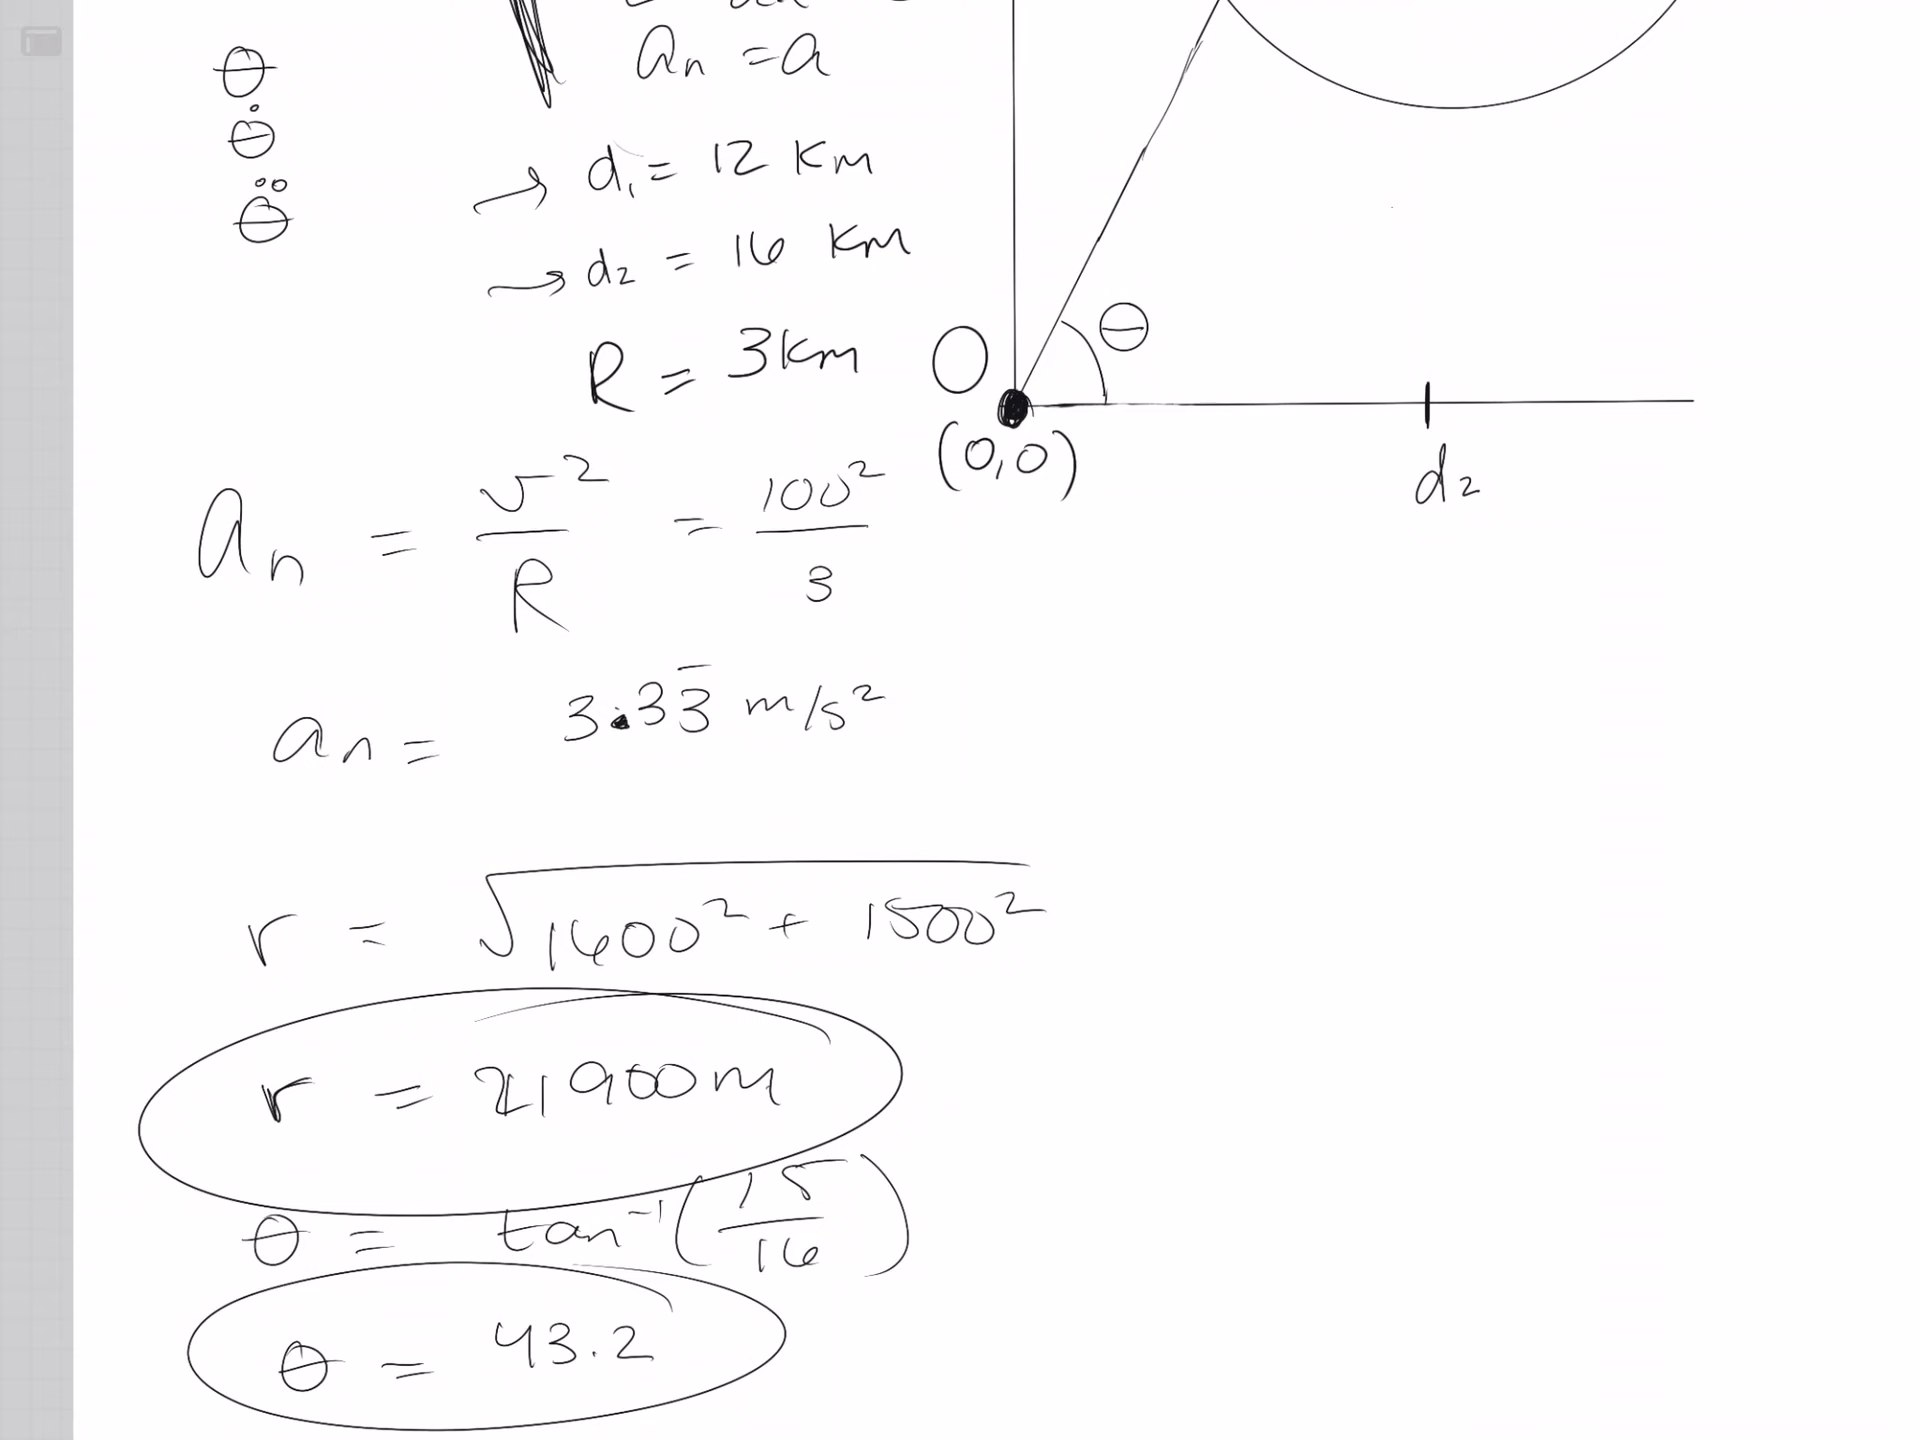 aₙ = a
θ
θ̇
θ̈
→ d₁ = 12 Km
→ d₂ = 16 Km
R = 3Km
O
θ
(0,0)
d₂
aₙ = v²/R = 100²/3
aₙ = 3.33̅ m/s²
r = √(1600² + 1500²)
r = 21900m
θ = tan⁻¹(15/16)
θ = 43.2